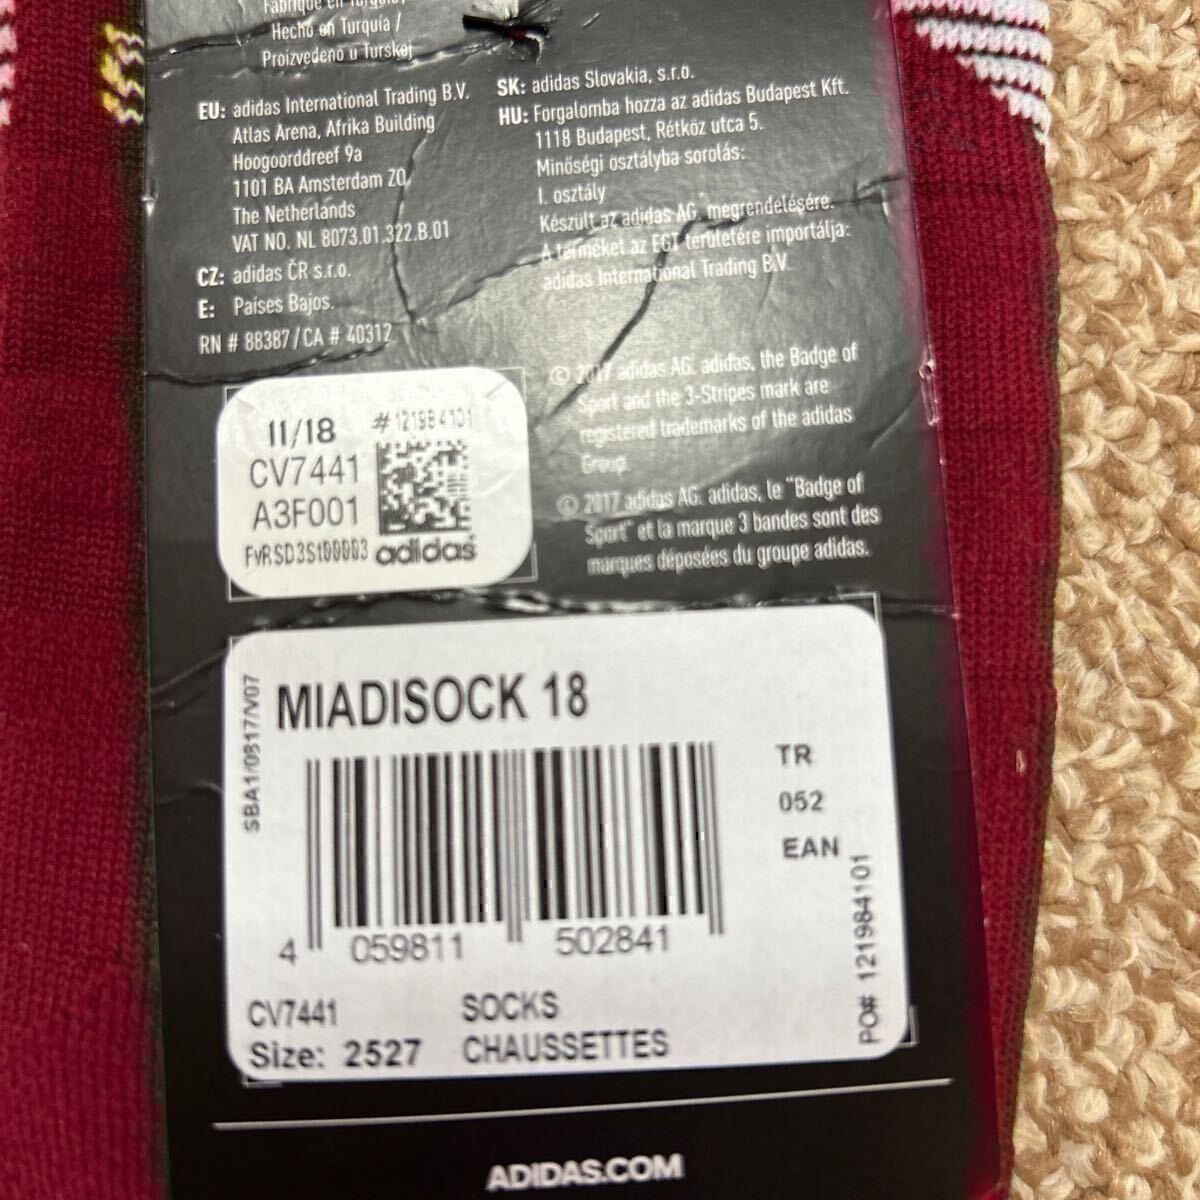 Fabriqué en Turquie /
Hecho en Turquía /
Proizvedeno u Turskoj
EU: adidas International Trading B.V.
Atlas Arena, Afrika Building
Hoogoorddreef 9a
1101 BA Amsterdam ZO
The Netherlands
VAT NO. NL 8073.01.322.B.01
CZ: adidas ČR s.r.o.
E: Países Bajos.
RN # 88387/CA # 40312
SK: adidas Slovakia, s.r.o.
HU: Forgalomba hozza az adidas Budapest Kft.
1118 Budapest, Rétköz utca 5.
Minőségi osztályba sorolás:
I. osztály
Készült az adidas AG. megrendelésére.
A terméket az EGT területére importálja:
adidas International Trading B.V.
© 2017 adidas AG. adidas, the Badge of
Sport and the 3-Stripes mark are
registered trademarks of the adidas
Group.
© 2017 adidas AG. adidas, le "Badge of
Sport" et la marque 3 bandes sont des
marques déposées du groupe adidas.
11/18
#121984101
CV7441
A3F001
FvRSD3St00003
adidas
SBA1/0817/V07
MIADISOCK 18
TR
052
EAN
4 059811 502841
PO# 121984101
CV7441 SOCKS
Size: 2527 CHAUSSETTES
ADIDAS.COM